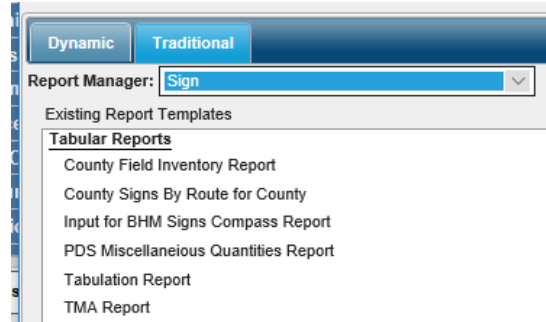 Dynamic Traditional
Report Manager: Sign
Existing Report Templates
Tabular Reports
County Field Inventory Report
County Signs By Route for County
Input for BHM Signs Compass Report
PDS Miscellaneious Quantities Report
Tabulation Report
TMA Report